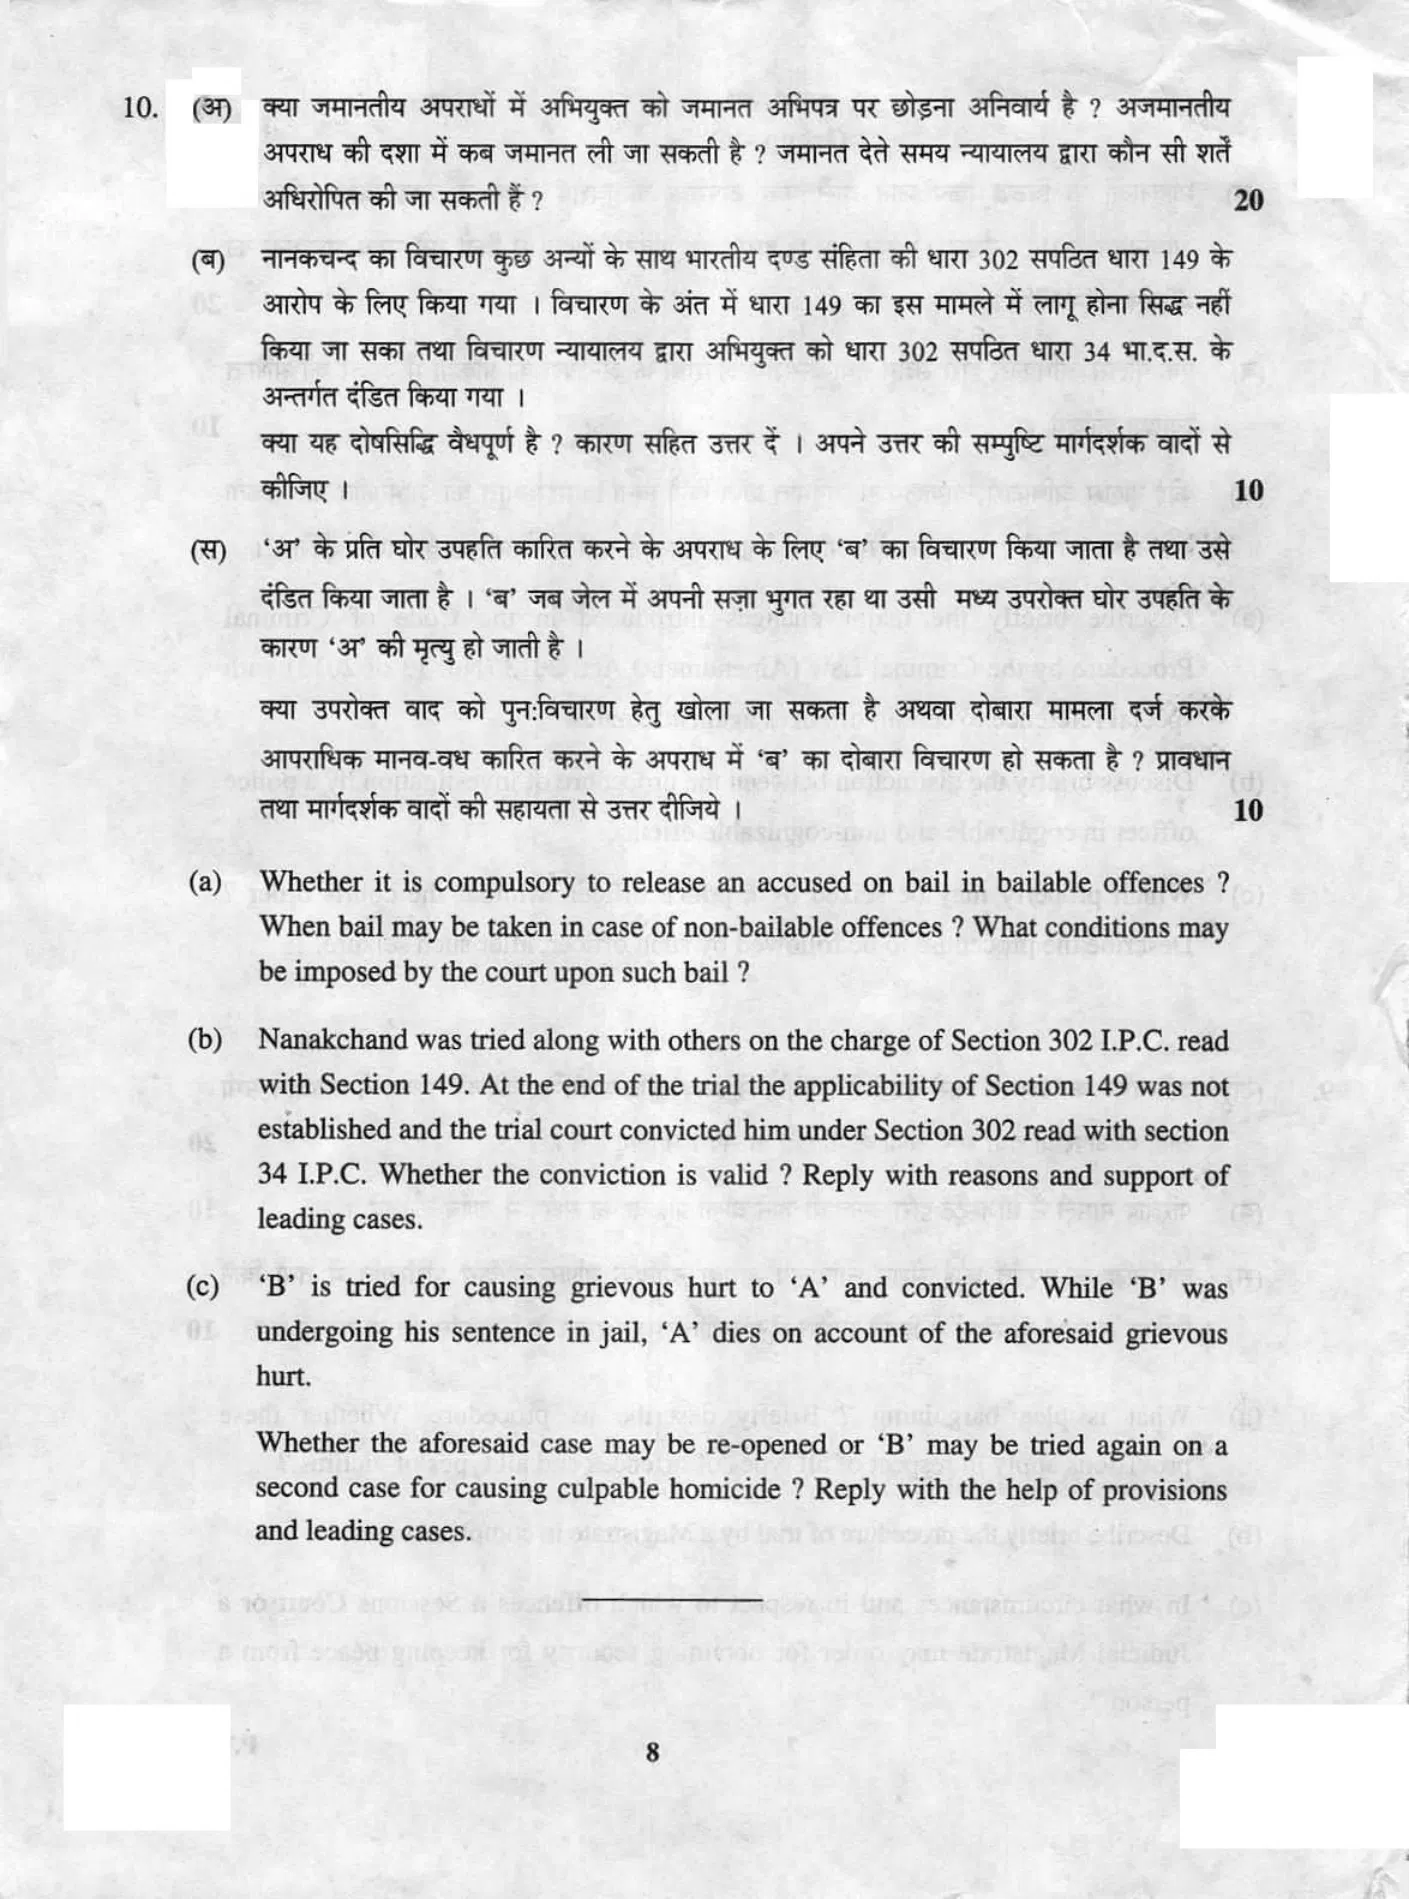 10. (अ) क्या जमानतीय अपराधों में अभियुक्त को जमानत अभिपत्र पर छोड़ना अनिवार्य है ? अजमानतीय
अपराध की दशा में कब जमानत ली जा सकती है ? जमानत देते समय न्यायालय द्वारा कौन सी शर्तें
अधिरोपित की जा सकती हैं ? 20
(ब) नानकचन्द का विचारण कुछ अन्यों के साथ भारतीय दण्ड संहिता की धारा 302 सपठित धारा 149 के
आरोप के लिए किया गया । विचारण के अंत में धारा 149 का इस मामले में लागू होना सिद्ध नहीं
किया जा सका तथा विचारण न्यायालय द्वारा अभियुक्त को धारा 302 सपठित धारा 34 भा.द.स. के
अन्तर्गत दंडित किया गया ।
क्या यह दोषसिद्धि वैधपूर्ण है ? कारण सहित उत्तर दें । अपने उत्तर की सम्पुष्टि मार्गदर्शक वादों से
कीजिए । 10
(स) ‘अ’ के प्रति घोर उपहति कारित करने के अपराध के लिए ‘ब’ का विचारण किया जाता है तथा उसे
दंडित किया जाता है । ‘ब’ जब जेल में अपनी सज़ा भुगत रहा था उसी मध्य उपरोक्त घोर उपहति के
कारण ‘अ’ की मृत्यु हो जाती है ।
क्या उपरोक्त वाद को पुन:विचारण हेतु खोला जा सकता है अथवा दोबारा मामला दर्ज करके
आपराधिक मानव-वध कारित करने के अपराध में ‘ब’ का दोबारा विचारण हो सकता है ? प्रावधान
तथा मार्गदर्शक वादों की सहायता से उत्तर दीजिये । 10
(a) Whether it is compulsory to release an accused on bail in bailable offences ?
When bail may be taken in case of non-bailable offences ? What conditions may
be imposed by the court upon such bail ?
(b) Nanakchand was tried along with others on the charge of Section 302 I.P.C. read
with Section 149. At the end of the trial the applicability of Section 149 was not
established and the trial court convicted him under Section 302 read with section
34 I.P.C. Whether the conviction is valid ? Reply with reasons and support of
leading cases.
(c) ‘B’ is tried for causing grievous hurt to ‘A’ and convicted. While ‘B’ was
undergoing his sentence in jail, ‘A’ dies on account of the aforesaid grievous
hurt.
Whether the aforesaid case may be re-opened or ‘B’ may be tried again on a
second case for causing culpable homicide ? Reply with the help of provisions
and leading cases.
8